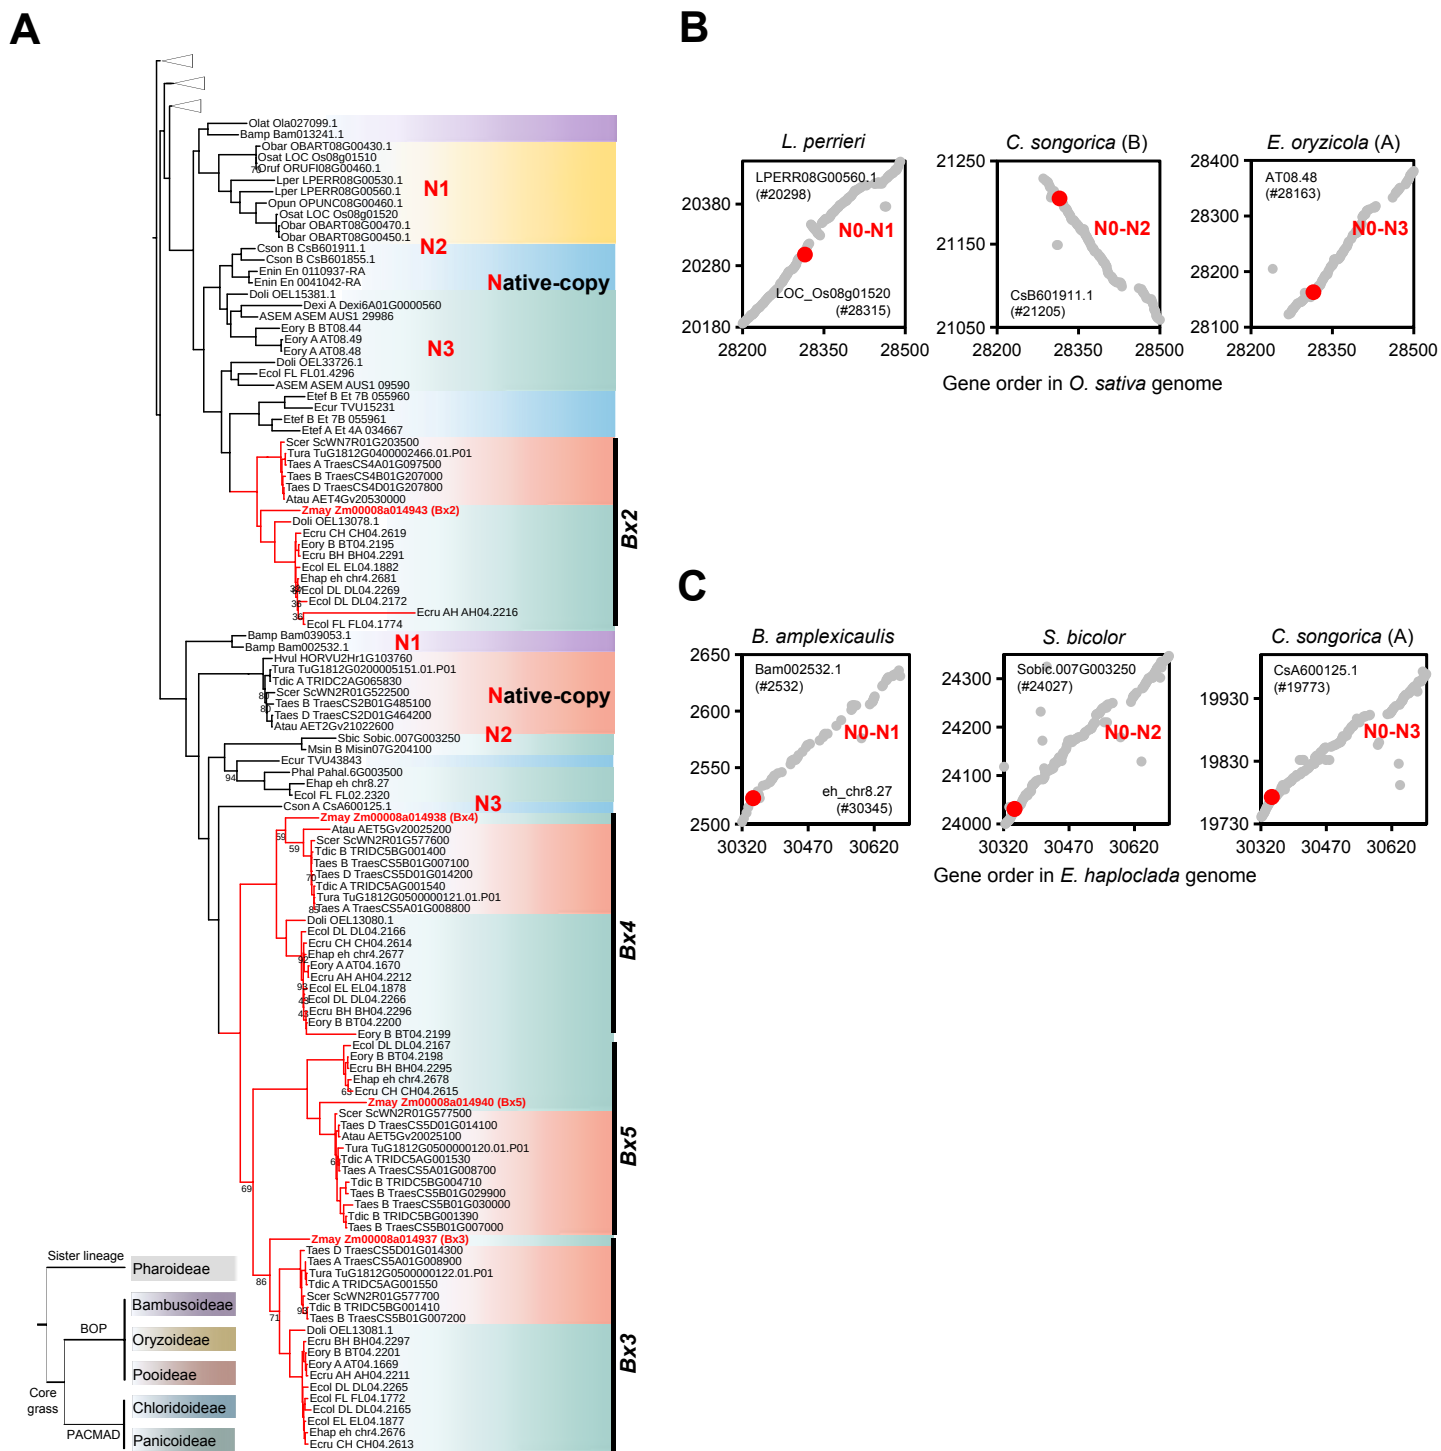 A
Olat Ola027099.1
Bamp Bam013241.1
Obar OBART08G00430.1
Osat LOC Os08g01510
Oruf ORUFI08G00460.1
Lper LPERR08G00530.1
Lper LPERR08G00560.1
N1
Opun OPUNC08G00460.1
Osat LOC Os08g01520
Obar OBART08G00470.1
Obar OBART08G00450.1
Cson B CsB601911.1
N2
Cson B CsB601855.1
Enin En 0110937-RA
Enin En 0041042-RA
Native-copy
Doli OEL15381.1
Dexi A Dexi6A01G0000560
ASEM ASEM AUS1 29986
Eory B BT08.44
Eory A AT08.49
Eory A AT08.48
N3
Doli OEL33726.1
Ecol FL FL01.4296
ASEM ASEM AUS1 09590
Etef B Et 7B 055960
Ecur TVU15231
Etef B Et 7B 055961
Etef A Et 4A 034667
Scer ScWN7R01G203500
Tura TuG1812G0400002466.01.P01
Taes A TraesCS4A01G097500
Taes B TraesCS4B01G207000
Taes D TraesCS4D01G207800
Atau AET4Gv20530000
Zmay Zm00008a014943 (Bx2)
Doli OEL13078.1
Ecru CH CH04.2619
Eory B BT04.2195
Ecru BH BH04.2291
Ecol EL EL04.1882
Ehap eh chr4.2681
Ecol DL DL04.2269
Ecol DL DL04.2172
36
Ecru AH AH04.2216
36
Ecol FL FL04.1774
Bx2
Bamp Bam039053.1
Bamp Bam002532.1
N1
Hvul HORVU2Hr1G103760
Tura TuG1812G0200005151.01.P01
Tdic A TRIDC2AG065830
Scer ScWN2R01G522500
80
Taes B TraesCS2B01G485100
80
Taes D TraesCS2D01G464200
Atau AET2Gv21022600
Native-copy
Sbic Sobic.007G003250
N2
Msin B Misin07G204100
Ecur TVU43843
Phal Pahal.6G003500
94
Ehap eh chr8.27
Ecol FL FL02.2320
Cson A CsA600125.1
N3
Zmay Zm00008a014938 (Bx4)
59
Atau AET5Gv20025200
Scer ScWN2R01G577600
59
Tdic B TRIDC5BG001400
Taes B TraesCS5B01G007100
Taes D TraesCS5D01G014200
70
Tdic A TRIDC5AG001540
Tura TuG1812G0500000121.01.P01
Taes A TraesCS5A01G008800
Doli OEL13080.1
Ecol DL DL04.2166
Ecru CH CH04.2614
Ehap eh chr4.2677
92
Eory A AT04.1670
Ecru AH AH04.2212
93
Ecol EL EL04.1878
Ecol DL DL04.2266
Ecru BH BH04.2296
43
Eory B BT04.2200
Eory B BT04.2199
Bx4
Ecol DL DL04.2167
Eory B BT04.2198
Ecru BH BH04.2295
Ehap eh chr4.2678
Ecru CH CH04.2615
Zmay Zm00008a014940 (Bx5)
Scer ScWN2R01G577500
Taes D TraesCS5D01G014100
Atau AET5Gv20025100
Tura TuG1812G0500000120.01.P01
Tdic A TRIDC5AG001530
Taes A TraesCS5A01G008700
Tdic B TRIDC5BG004710
Taes B TraesCS5B01G029900
Taes B TraesCS5B01G030000
Tdic B TRIDC5BG001390
Taes B TraesCS5B01G007000
Bx5
69
Zmay Zm00008a014937 (Bx3)
Taes D TraesCS5D01G014300
Taes A TraesCS5A01G008900
Tura TuG1812G0500000122.01.P01
86
Tdic A TRIDC5AG001550
Scer ScWN2R01G577700
93
Tdic B TRIDC5BG001410
71
Taes B TraesCS5B01G007200
Doli OEL13081.1
Ecru BH BH04.2297
Eory B BT04.2201
Eory A AT04.1669
Ecru AH AH04.2211
Ecol DL DL04.2265
Ecol FL FL04.1772
Ecol DL DL04.2165
Ecol EL EL04.1877
Ehap eh chr4.2676
Ecru CH CH04.2613
Bx3
Sister lineage
Pharoideae
Bambusoideae
BOP
Oryzoideae
Pooideae
Core
grass
Chloridoideae
PACMAD
Panicoideae
B
L. perrieri
LPERR08G00560.1
(#20298)
N0-N1
LOC_Os08g01520
(#28315)
20380
20280
20180
28200 28350 28500
C. songorica (B)
21250
21150
21050
N0-N2
CsB601911.1
(#21205)
28200 28350 28500
E. oryzicola (A)
28400
28300
28200
28100
AT08.48
(#28163)
N0-N3
28200 28350 28500
Gene order in O. sativa genome
C
B. amplexicaulis
2650
2600
2550
2500
Bam002532.1
(#2532)
N0-N1
eh_chr8.27
(#30345)
30320 30470 30620
S. bicolor
24300
24200
24100
24000
Sobic.007G003250
(#24027)
N0-N2
30320 30470 30620
C. songorica (A)
19930
19830
19730
CsA600125.1
(#19773)
N0-N3
30320 30470 30620
Gene order in E. haploclada genome